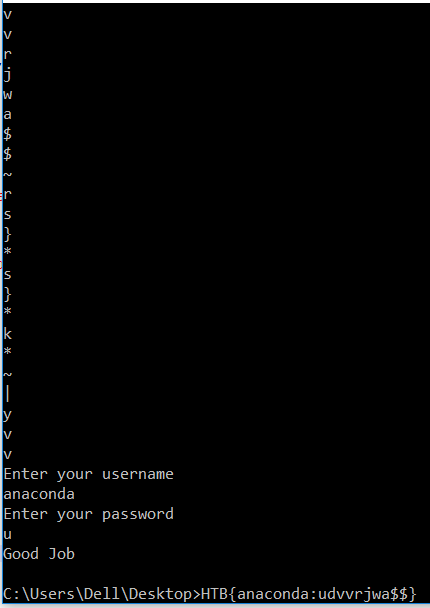 v
v
r
j
w
a
$
$
~
r
s
}
*
s
}
*
k
*
~
|
y
v
v
Enter your username
anaconda
Enter your password
u
Good Job
C:\Users\Dell\Desktop>HTB{anaconda:udvvrjwa$$}